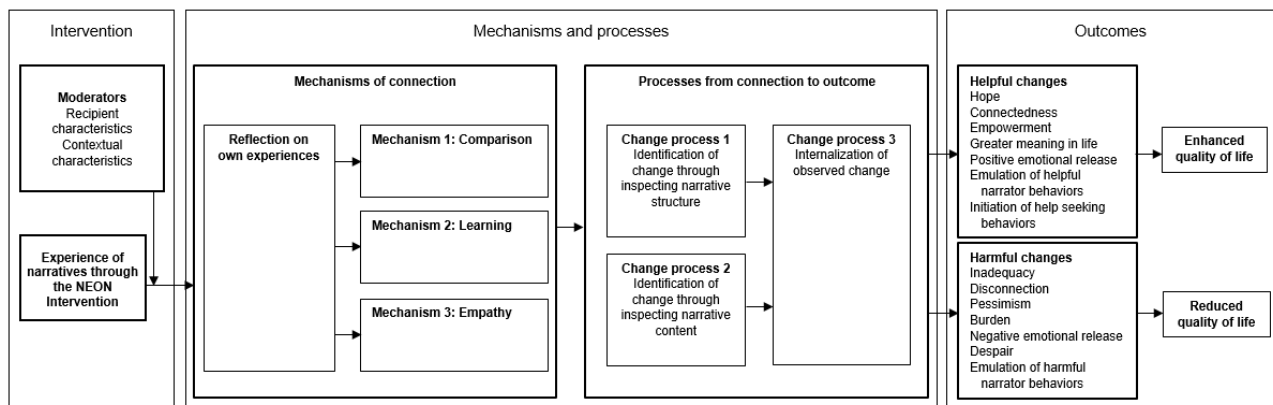 Intervention
Moderators
Recipient
characteristics
Contextual
characteristics
Experience of
narratives through
the NEON
Intervention
Mechanisms and processes
Mechanisms of connection
Reflection on
own experiences
Mechanism 1: Comparison
Mechanism 2: Learning
Mechanism 3: Empathy
Processes from connection to outcome
Change process 1
Identification of
change through
inspecting narrative
structure
Change process 2
Identification of
change through
inspecting narrative
content
Change process 3
Internalization of
observed change
Outcomes
Helpful changes
Hope
Connectedness
Empowerment
Greater meaning in life
Positive emotional release
Emulation of helpful
narrator behaviors
Initiation of help seeking
behaviors
Enhanced
quality of life
Harmful changes
Inadequacy
Disconnection
Pessimism
Burden
Negative emotional release
Despair
Emulation of harmful
narrator behaviors
Reduced
quality of life